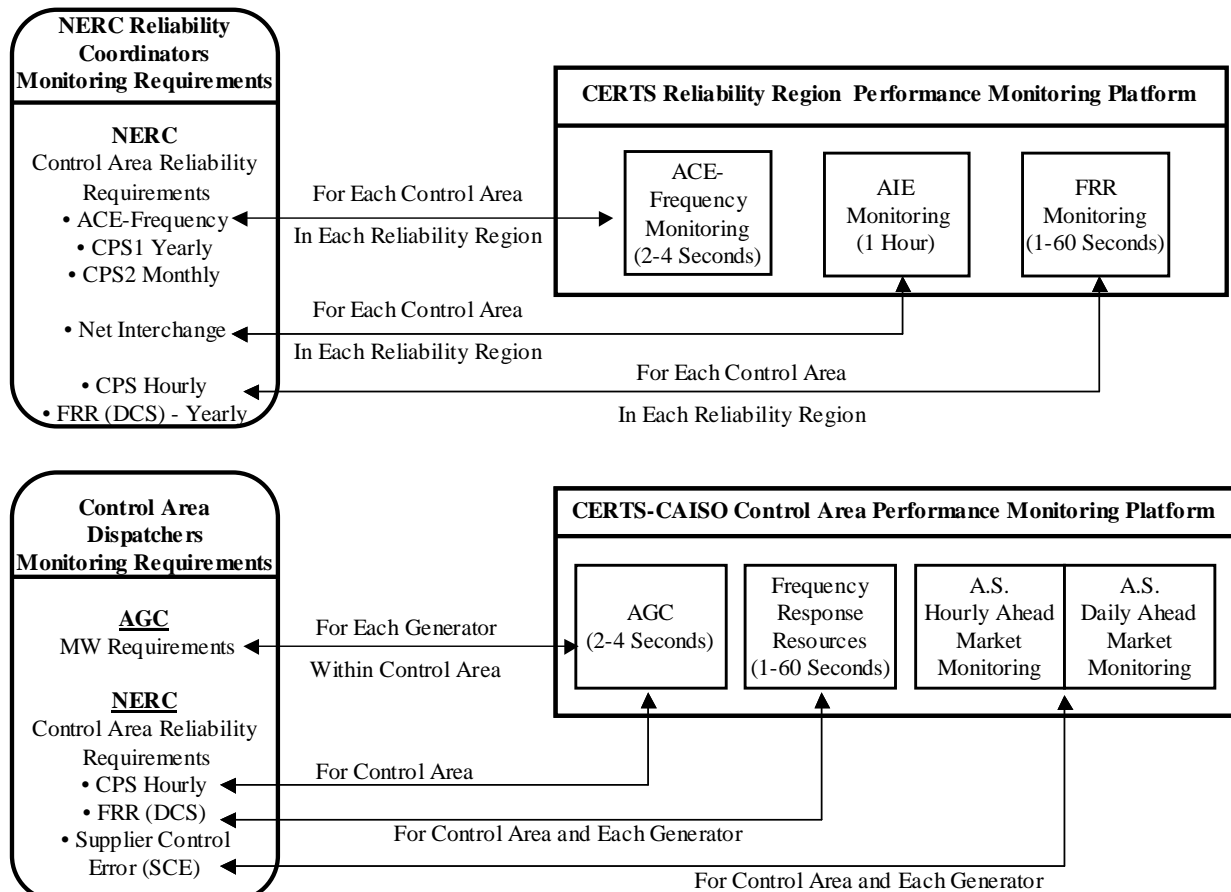 NERC Reliability
Coordinators
Monitoring Requirements
NERC
Control Area Reliability
Requirements
• ACE-Frequency
• CPS1 Yearly
• CPS2 Monthly
• Net Interchange
• CPS Hourly
• FRR (DCS) - Yearly
For Each Control Area
In Each Reliability Region
For Each Control Area
In Each Reliability Region
For Each Control Area
In Each Reliability Region
CERTS Reliability Region Performance Monitoring Platform
ACE-
Frequency
Monitoring
(2-4 Seconds)
AIE
Monitoring
(1 Hour)
FRR
Monitoring
(1-60 Seconds)
Control Area
Dispatchers
Monitoring Requirements
AGC
MW Requirements
NERC
Control Area Reliability
Requirements
• CPS Hourly
• FRR (DCS)
• Supplier Control
Error (SCE)
For Each Generator
Within Control Area
For Control Area
For Control Area and Each Generator
For Control Area and Each Generator
CERTS-CAISO Control Area Performance Monitoring Platform
AGC
(2-4 Seconds)
Frequency
Response
Resources
(1-60 Seconds)
A.S.
Hourly Ahead
Market
Monitoring
A.S.
Daily Ahead
Market
Monitoring